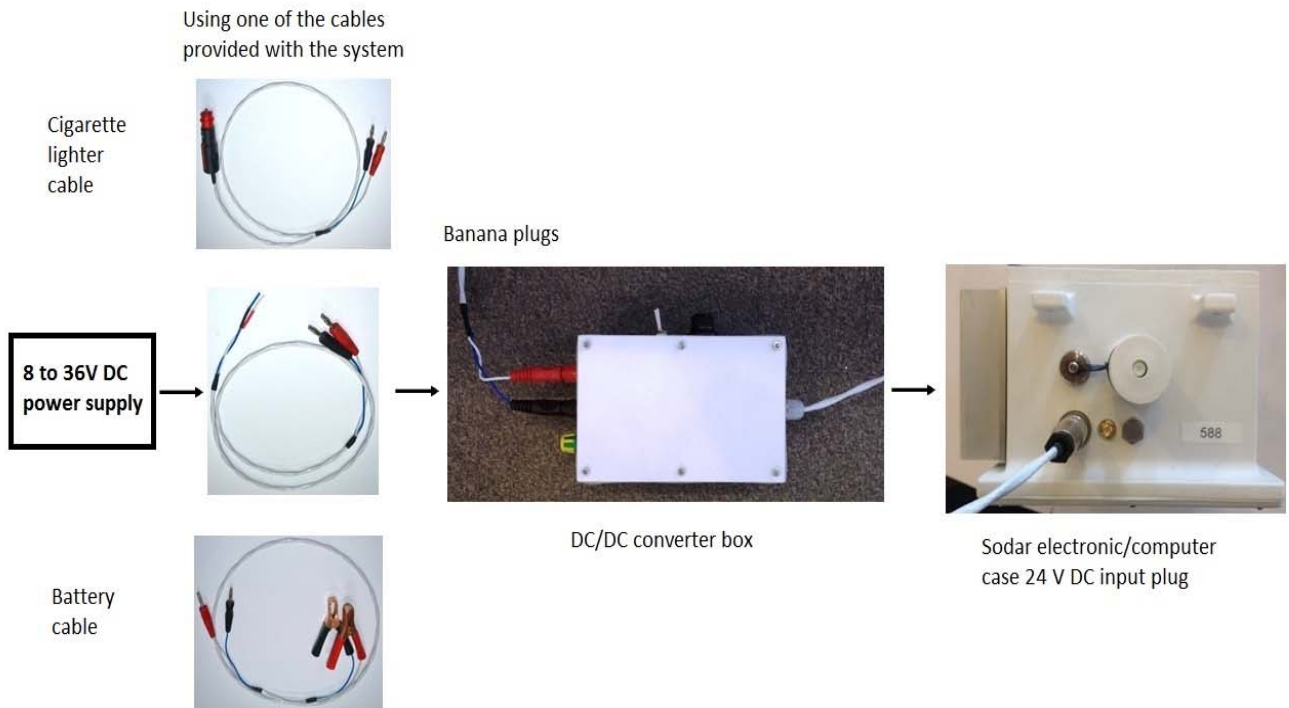 Using one of the cables
provided with the system
Cigarette
lighter
cable
Banana plugs
8 to 36V DC
power supply
588
DC/DC converter box
Sodar electronic/computer
case 24 V DC input plug
Battery
cable